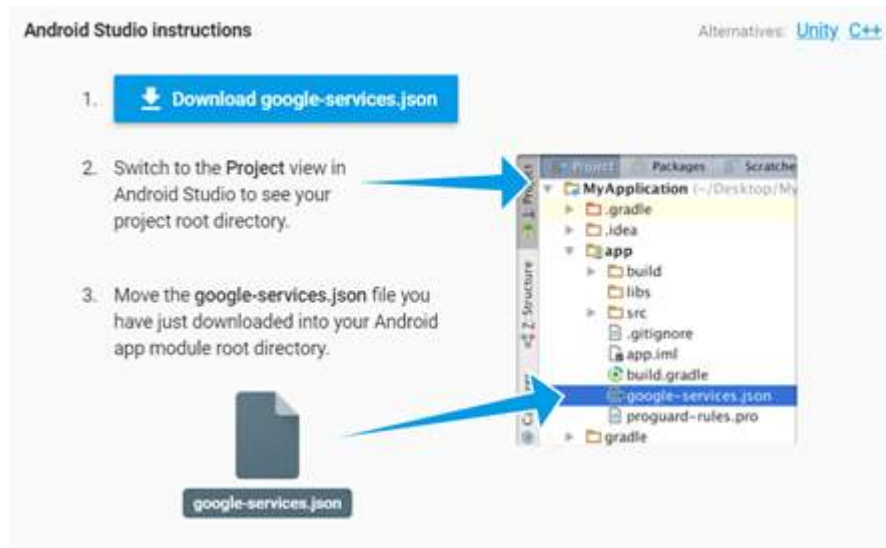 Android Studio instructions
Alternatives: Unity C++
1. Download google-services.json
2. Switch to the Project view in
Android Studio to see your
project root directory.
3. Move the google-services.json file you
have just downloaded into your Android
app module root directory.
google-services.json
Project Packages Scratche
MyApplication (~/Desktop/My
.gradle
.idea
app
build
libs
src
.gitignore
app.iml
build.gradle
google-services.json
proguard-rules.pro
gradle
1: Project
Z: Structure